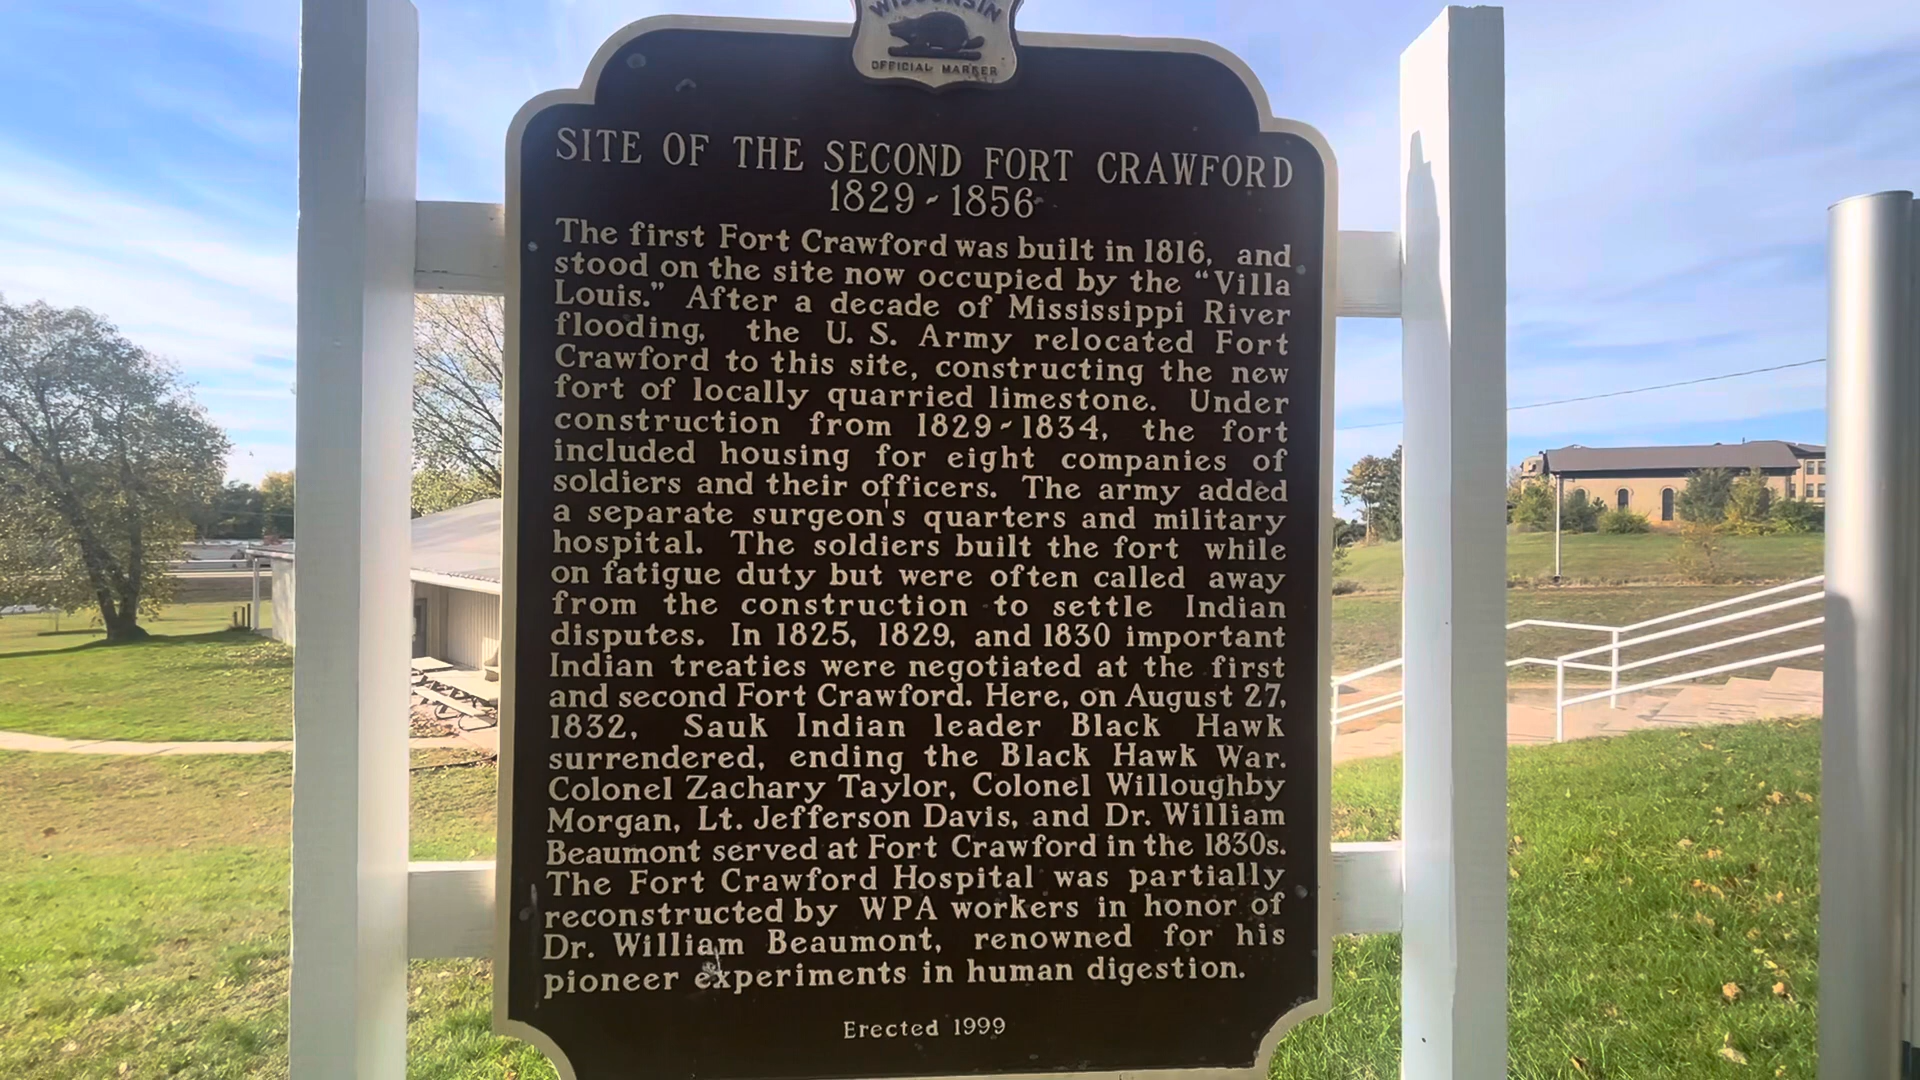 WISCONSIN
OFFICIAL MARKER
SITE OF THE SECOND FORT CRAWFORD
1829-1856
The first Fort Crawford was built in 1816, and
stood on the site now occupied by the “Villa
Louis.” After a decade of Mississippi River
flooding, the U. S. Army relocated Fort
Crawford to this site, constructing the new
fort of locally quarried limestone. Under
construction from 1829-1834, the fort
included housing for eight companies of
soldiers and their officers. The army added
a separate surgeon's quarters and military
hospital. The soldiers built the fort while
on fatigue duty but were often called away
from the construction to settle Indian
disputes. In 1825, 1829, and 1830 important
Indian treaties were negotiated at the first
and second Fort Crawford. Here, on August 27,
1832, Sauk Indian leader Black Hawk
surrendered, ending the Black Hawk War.
Colonel Zachary Taylor, Colonel Willoughby
Morgan, Lt. Jefferson Davis, and Dr. William
Beaumont served at Fort Crawford in the 1830s.
The Fort Crawford Hospital was partially
reconstructed by WPA workers in honor of
Dr. William Beaumont, renowned for his
pioneer experiments in human digestion.
Erected 1999